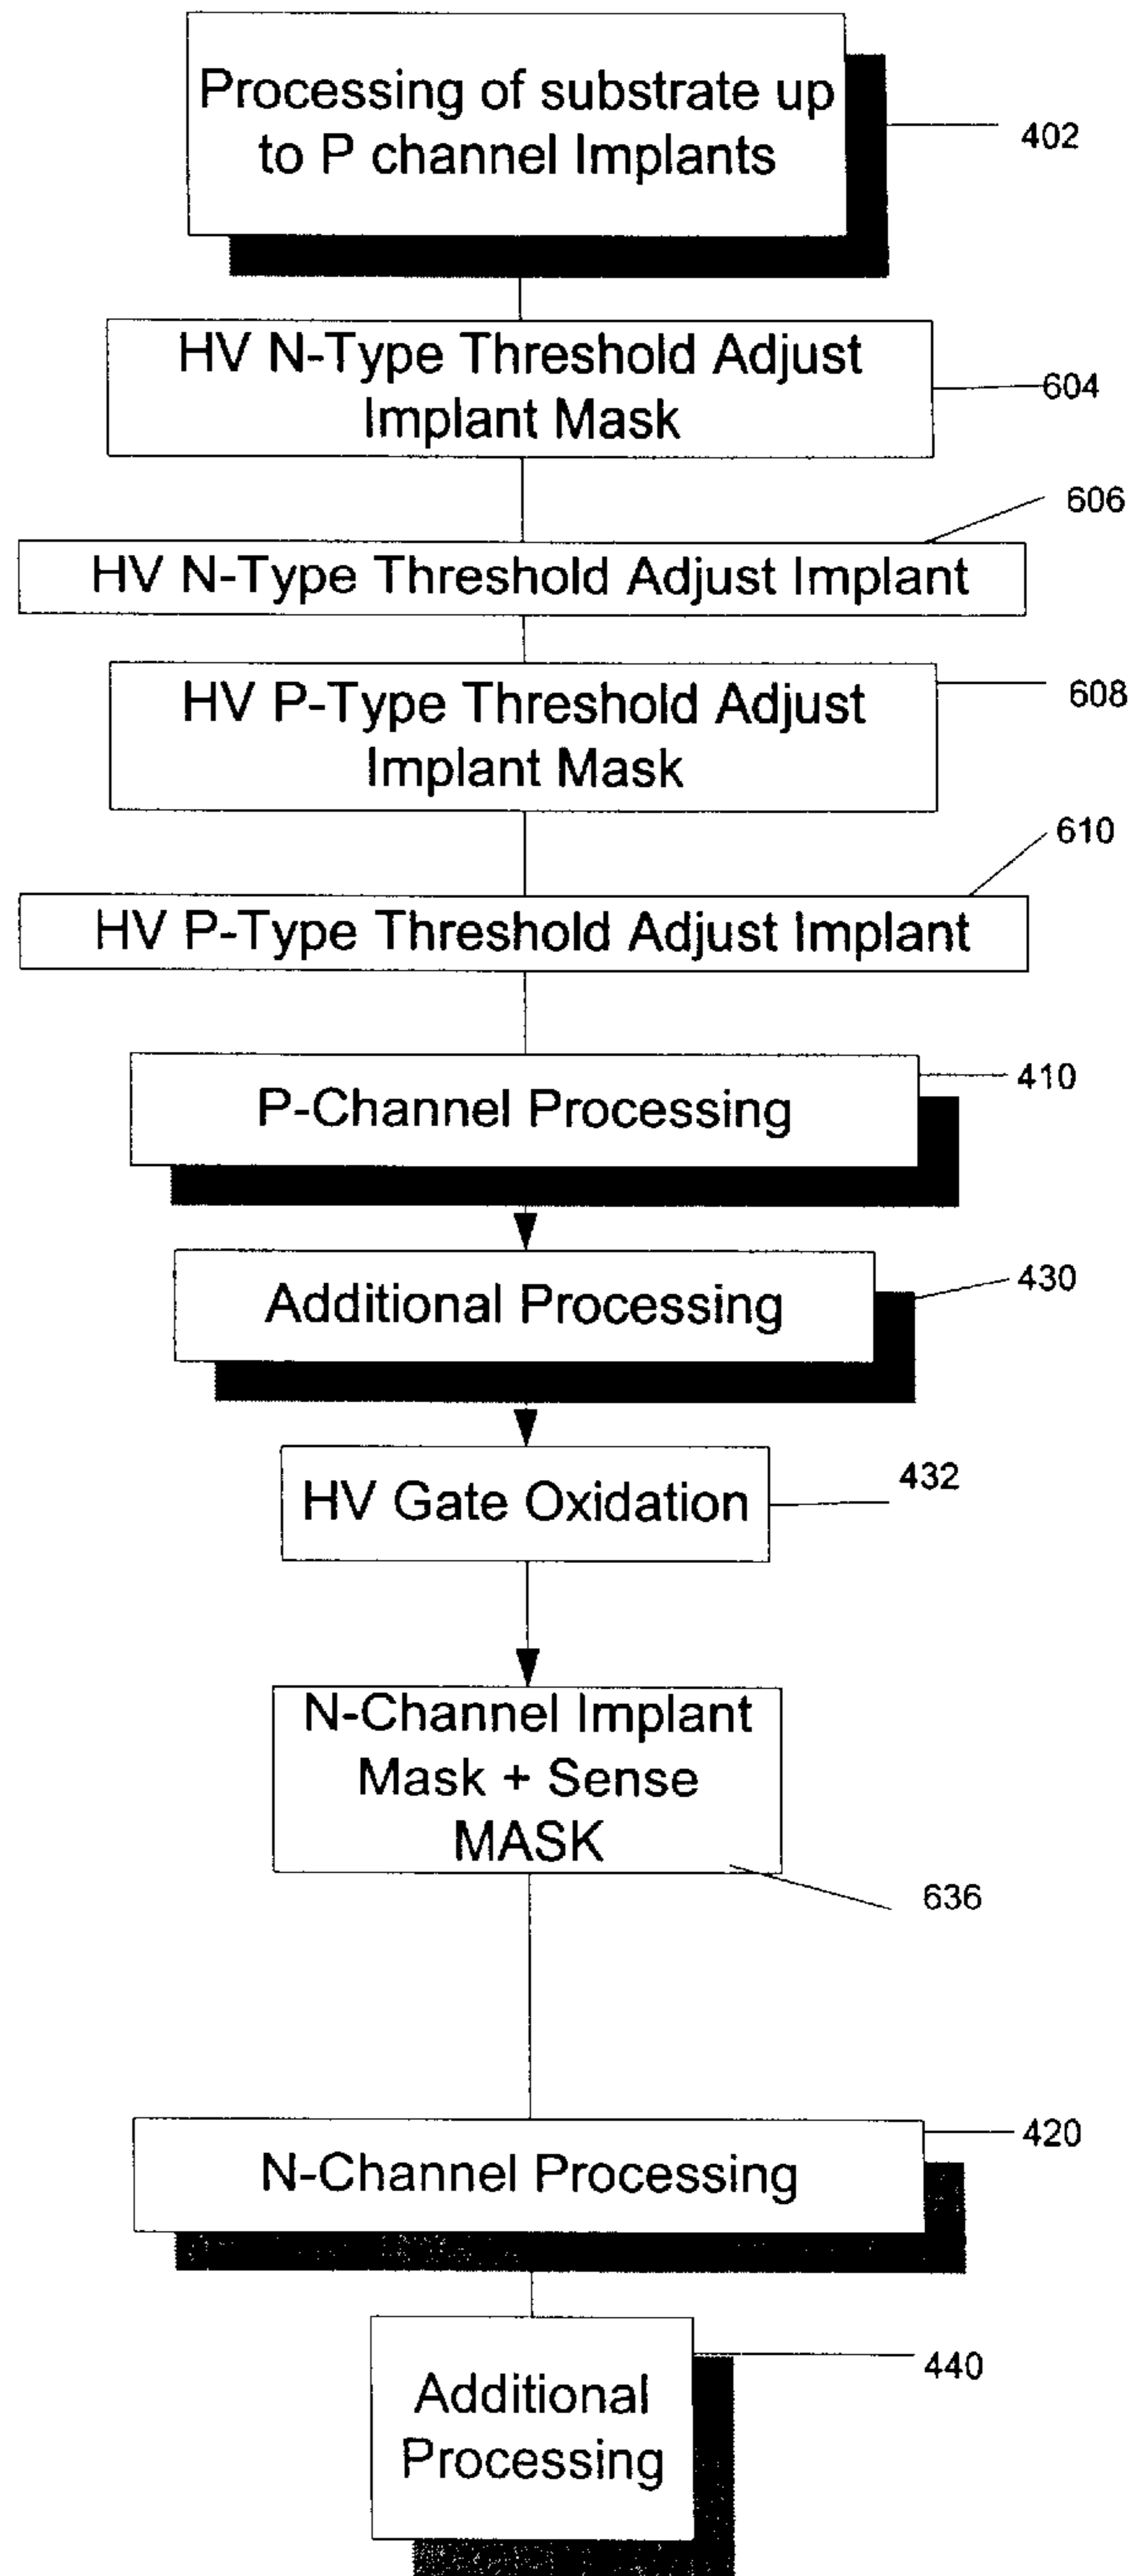 Processing of substrate up
to P channel Implants
402
HV N-Type Threshold Adjust
Implant Mask
604
606
HV N-Type Threshold Adjust Implant
HV P-Type Threshold Adjust
Implant Mask
608
610
HV P-Type Threshold Adjust Implant
P-Channel Processing
410
Additional Processing
430
HV Gate Oxidation
432
N-Channel Implant
Mask + Sense
MASK
636
N-Channel Processing
420
Additional
Processing
440